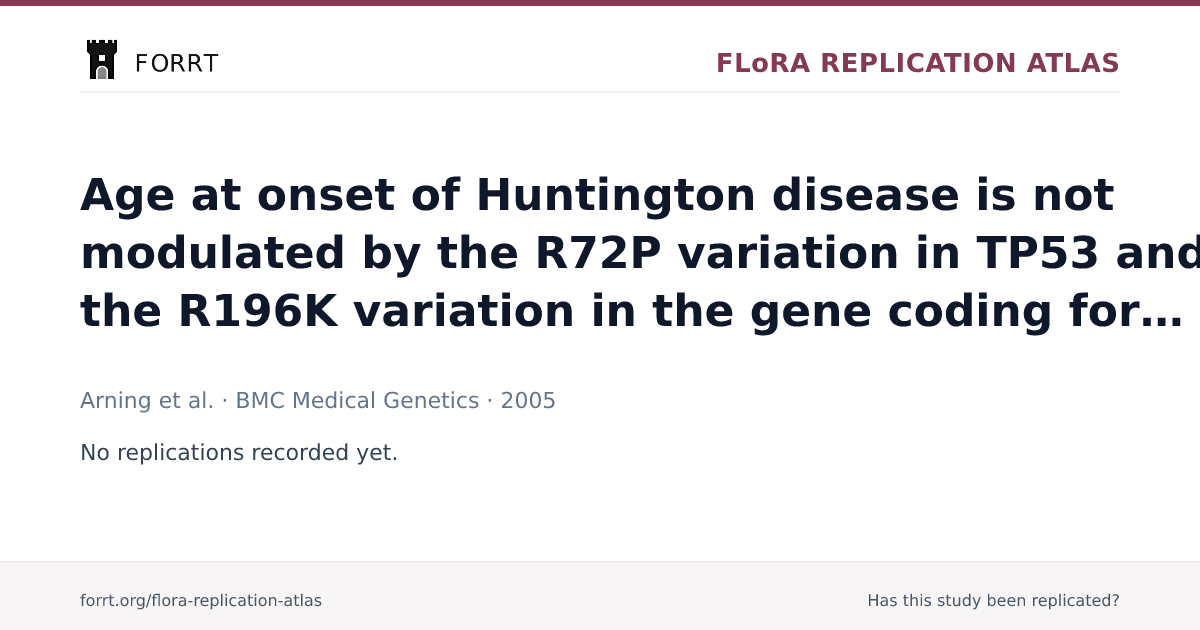 FORRT
FLoRA REPLICATION ATLAS
Age at onset of Huntington disease is not
modulated by the R72P variation in TP53 and
the R196K variation in the gene coding for…
Arning et al. · BMC Medical Genetics · 2005
No replications recorded yet.
forrt.org/flora-replication-atlas
Has this study been replicated?